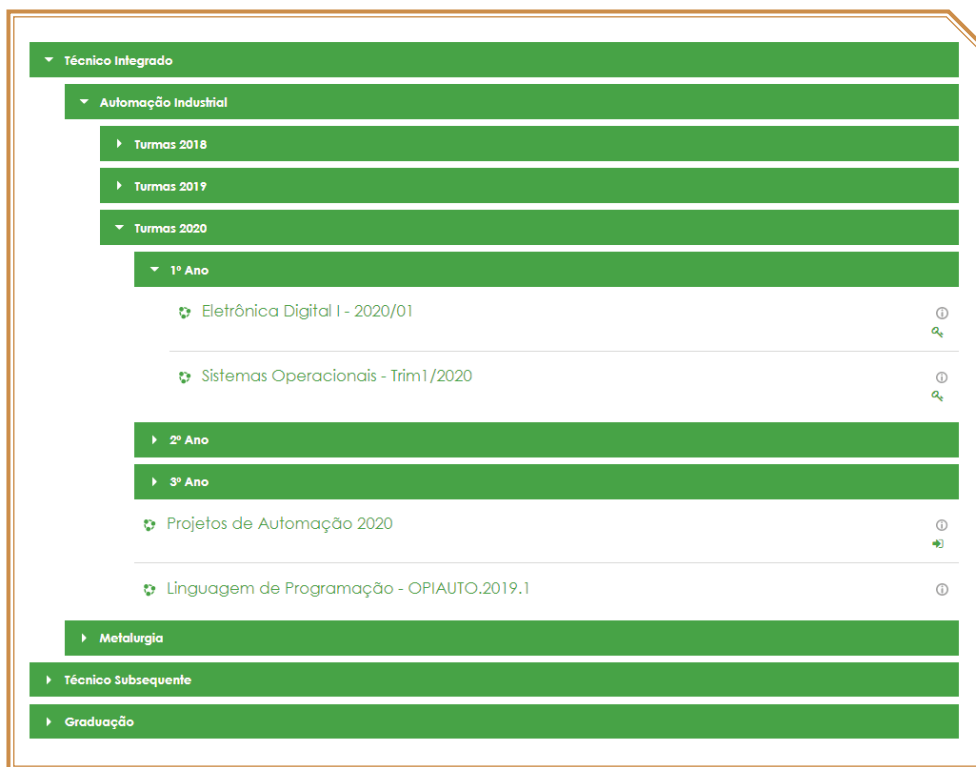 Técnico Integrado
Automação Industrial
Turmas 2018
Turmas 2019
Turmas 2020
1º Ano
Eletrônica Digital I - 2020/01
Sistemas Operacionais - Trim1/2020
2º Ano
3º Ano
Projetos de Automação 2020
Linguagem de Programação - OPIAUTO.2019.1
Metalurgia
Técnico Subsequente
Graduação